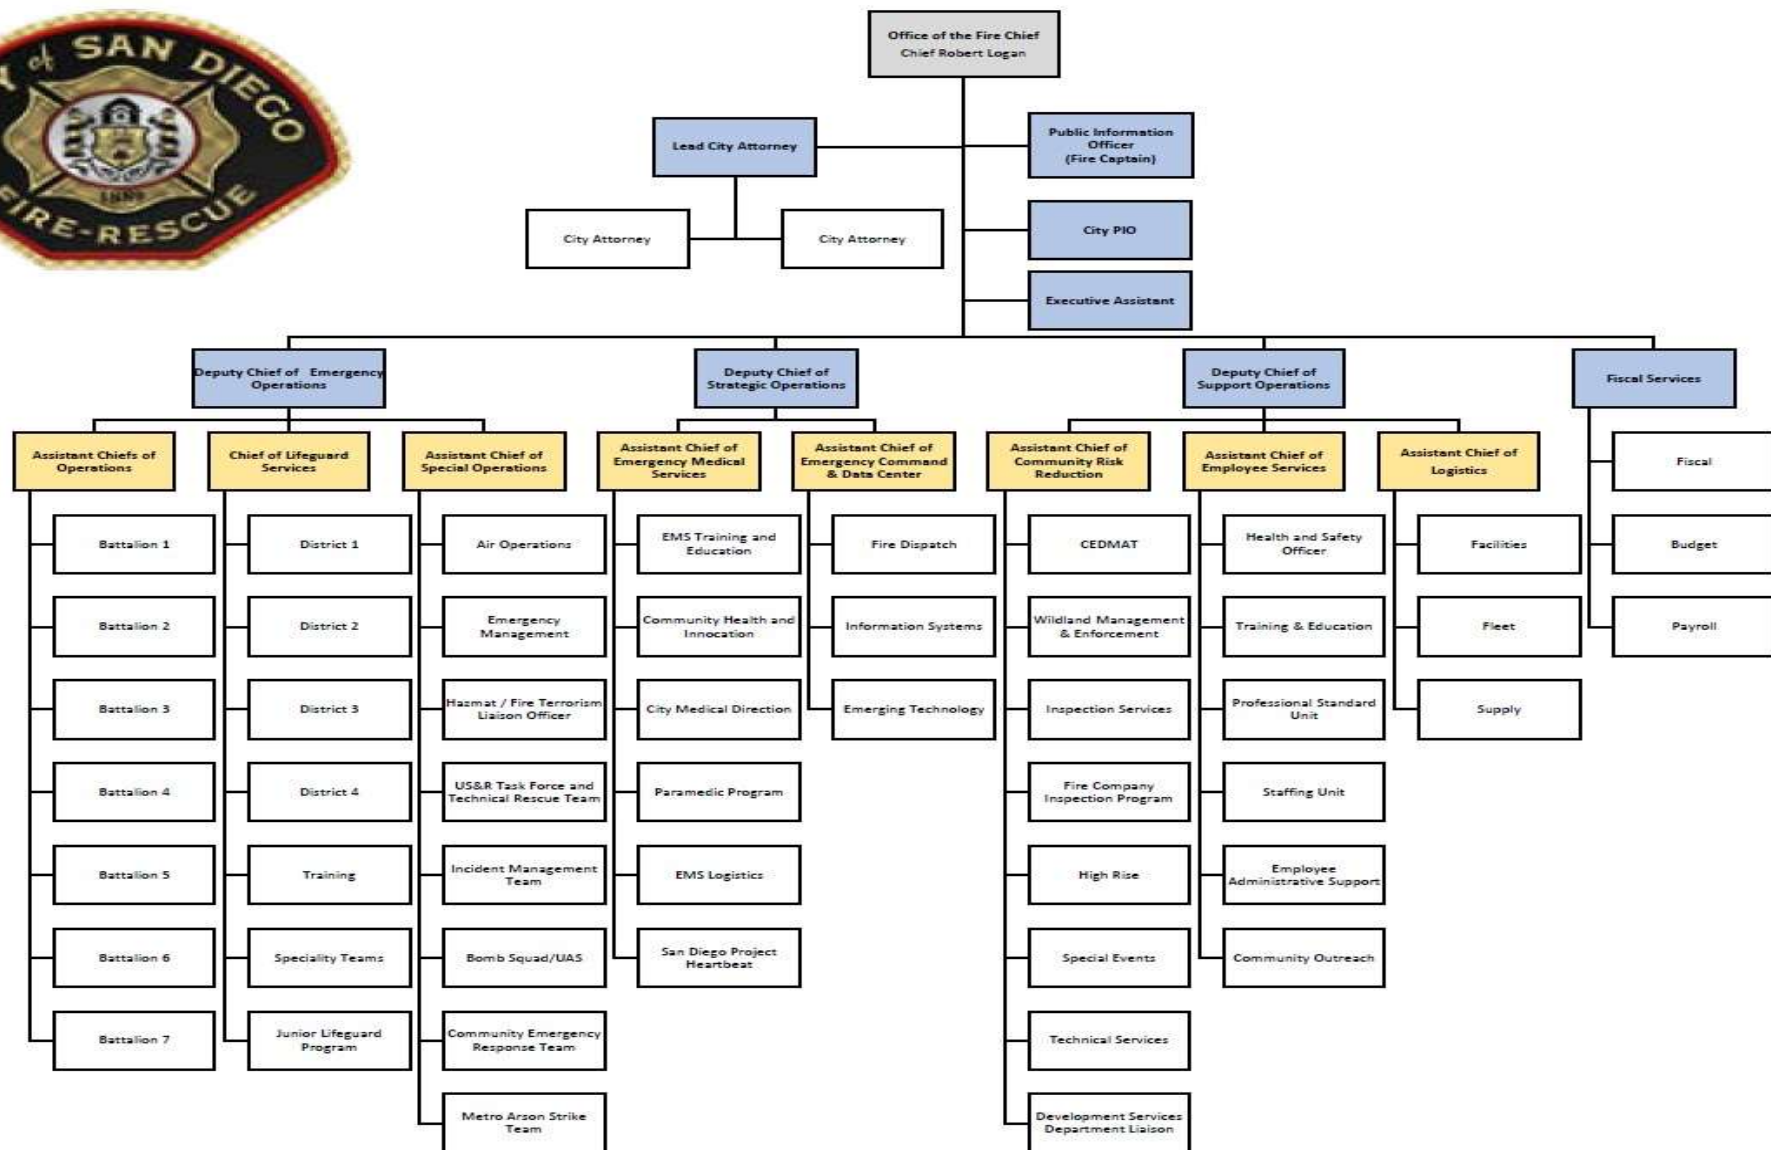 Y of SAN DIEGO
FIRE-RESCUE
Office of the Fire Chief
Chief Robert Logan
Lead City Attorney
Public Information
Officer
(Fire Captain)
City Attorney
City Attorney
City PIO
Executive Assistant
Deputy Chief of Emergency
Operations
Deputy Chief of
Strategic Operations
Deputy Chief of
Support Operations
Fiscal Services
Assistant Chiefs of
Operations
Chief of Lifeguard
Services
Assistant Chief of
Special Operations
Assistant Chief of
Emergency Medical
Services
Assistant Chief of
Emergency Command
& Data Center
Assistant Chief of
Community Risk
Reduction
Assistant Chief of
Employee Services
Assistant Chief of
Logistics
Fiscal
Battalion 1
District 1
Air Operations
EMS Training and
Education
Fire Dispatch
CEDMAT
Health and Safety
Officer
Facilities
Budget
Battalion 2
District 2
Emergency
Management
Community Health and
Innocation
Information Systems
Wildland Management
& Enforcement
Training & Education
Fleet
Payroll
Battalion 3
District 3
Hazmat / Fire Terrorism
Liaison Officer
City Medical Direction
Emerging Technology
Inspection Services
Professional Standard
Unit
Supply
Battalion 4
District 4
US&R Task Force and
Technical Rescue Team
Paramedic Program
Fire Company
Inspection Program
Staffing Unit
Battalion 5
Training
Incident Management
Team
EMS Logistics
High Rise
Employee
Administrative Support
Battalion 6
Speciality Teams
Bomb Squad/UAS
San Diego Project
Heartbeat
Special Events
Community Outreach
Battalion 7
Junior Lifeguard
Program
Community Emergency
Response Team
Technical Services
Metro Arson Strike
Team
Development Services
Department Liaison